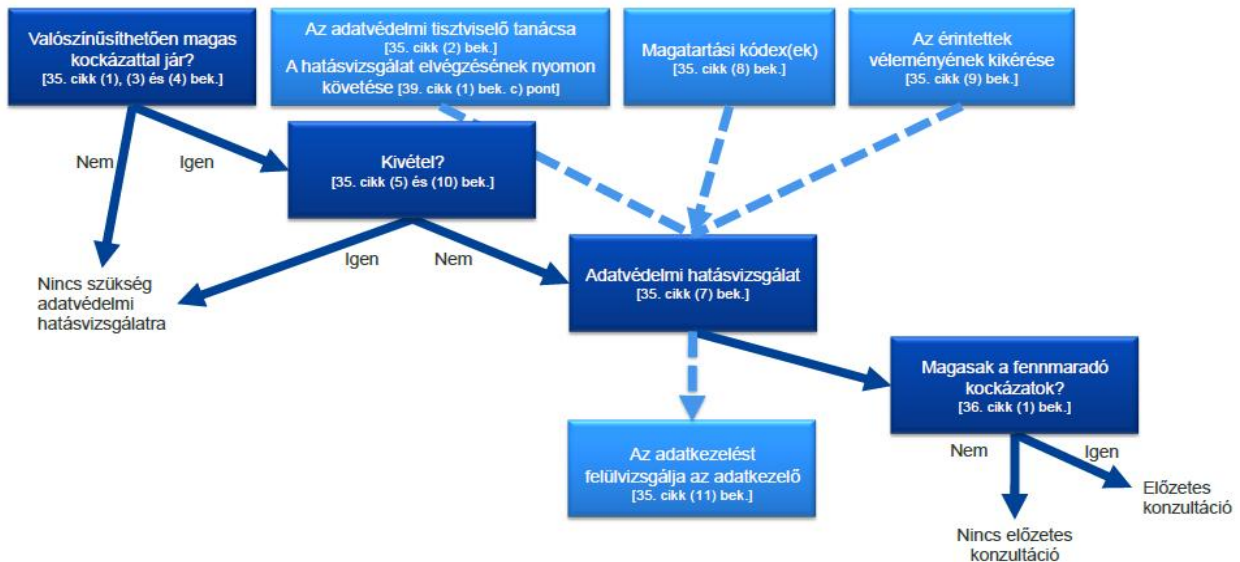 Valószínűsíthetően magas
kockázattal jár?
[35. cikk (1), (3) és (4) bek.]
Az adatvédelmi tisztviselő tanácsa
[35. cikk (2) bek.]
A hatásvizsgálat elvégzésének nyomon
követése [39. cikk (1) bek. c) pont]
Magatartási kódex(ek)
[35. cikk (8) bek.]
Az érintettek
véleményének kikérése
[35. cikk (9) bek.]
Nem
Igen
Kivétel?
[35. cikk (5) és (10) bek.]
Igen
Nem
Nincs szükség
adatvédelmi
hatásvizsgálatra
Adatvédelmi hatásvizsgálat
[35. cikk (7) bek.]
Magasak a fennmaradó
kockázatok?
[36. cikk (1) bek.]
Az adatkezelést
felülvizsgálja az adatkezelő
[35. cikk (11) bek.]
Nem
Igen
Előzetes
konzultáció
Nincs előzetes
konzultáció